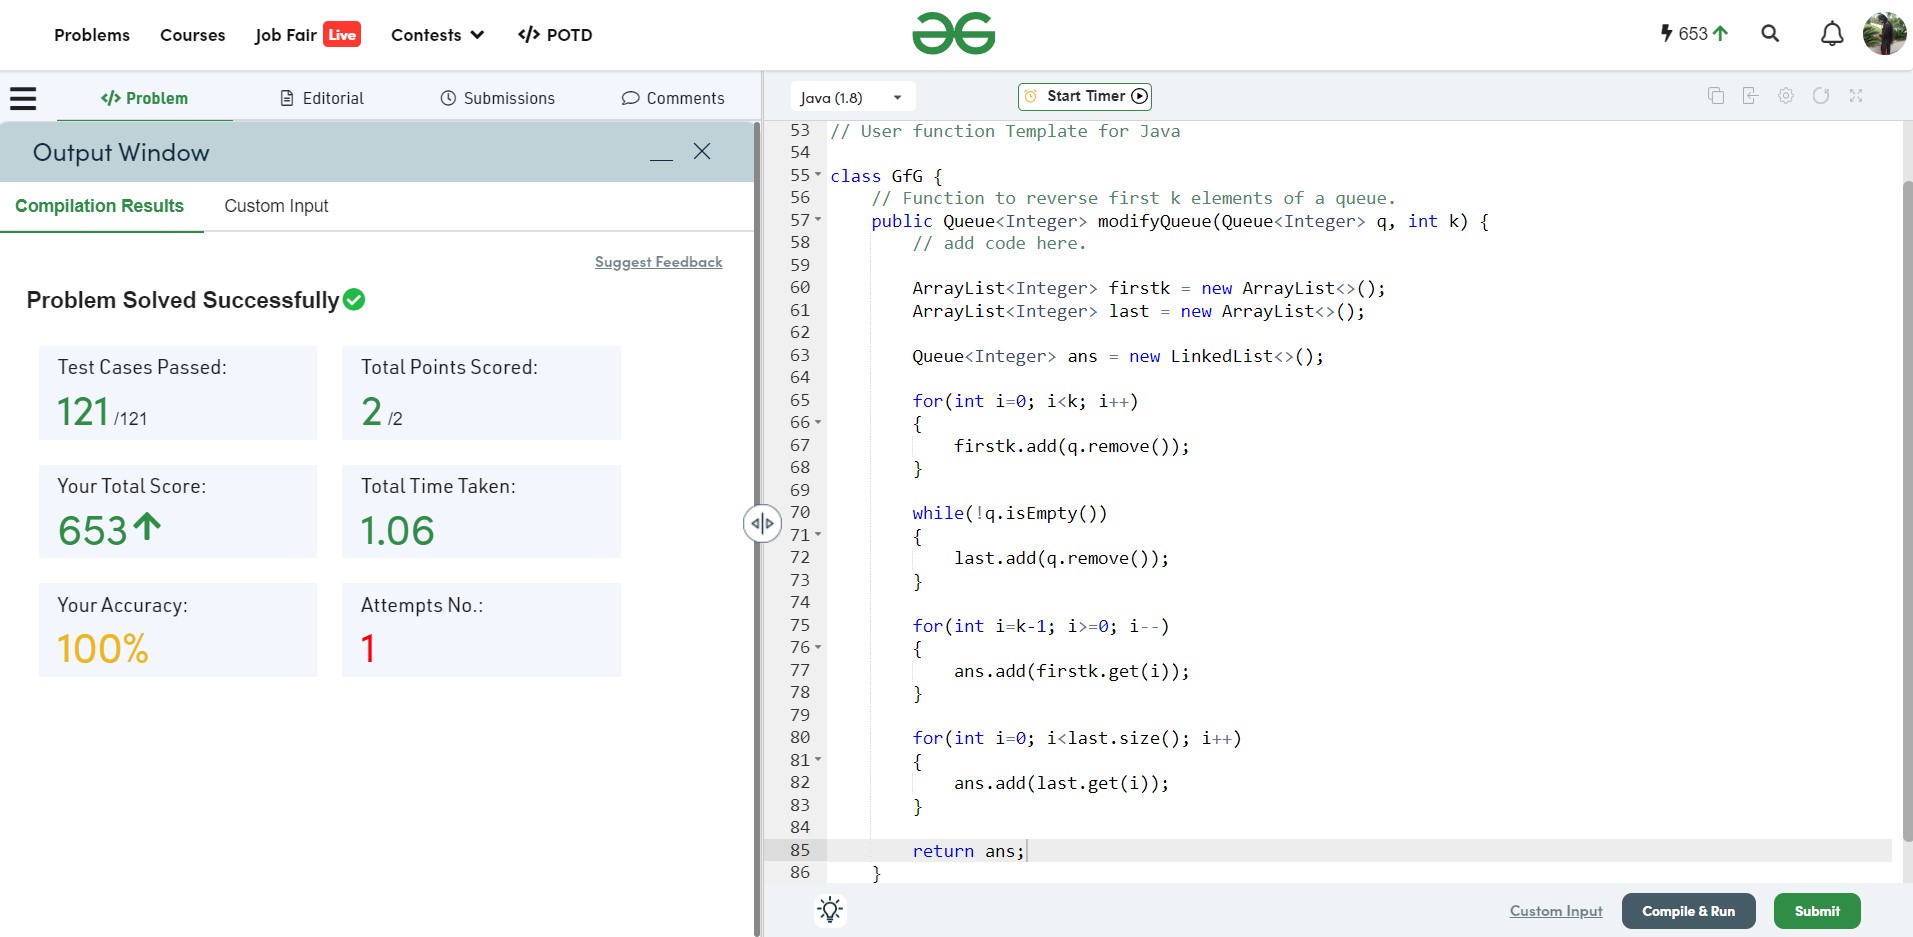 Problems Courses Job Fair Live Contests </> POTD 653
</> Problem Editorial Submissions Comments
Output Window
Compilation Results Custom Input
Suggest Feedback
Problem Solved Successfully
Test Cases Passed: Total Points Scored:
121 /121 2 /2
Your Total Score: Total Time Taken:
653 1.06
Your Accuracy: Attempts No.:
100% 1
Java (1.8) Start Timer
53 // User function Template for Java
54
55 class GfG {
56 // Function to reverse first k elements of a queue.
57 public Queue<Integer> modifyQueue(Queue<Integer> q, int k) {
58 // add code here.
59
60 ArrayList<Integer> firstk = new ArrayList<>();
61 ArrayList<Integer> last = new ArrayList<>();
62
63 Queue<Integer> ans = new LinkedList<>();
64
65 for(int i=0; i<k; i++)
66 {
67 firstk.add(q.remove());
68 }
69
70 while(!q.isEmpty())
71 {
72 last.add(q.remove());
73 }
74
75 for(int i=k-1; i>=0; i--)
76 {
77 ans.add(firstk.get(i));
78 }
79
80 for(int i=0; i<last.size(); i++)
81 {
82 ans.add(last.get(i));
83 }
84
85 return ans;
86 }
Custom Input Compile & Run Submit